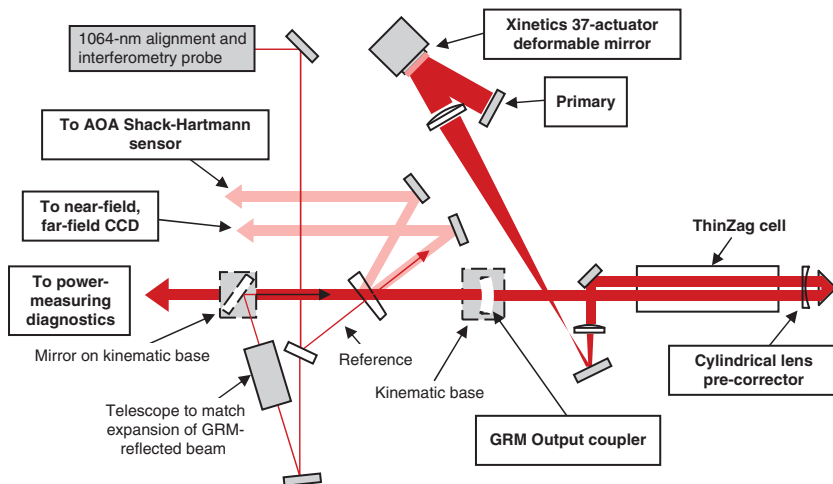 1064-nm alignment and
interferometry probe
Xinetics 37-actuator
deformable mirror
Primary
To AOA Shack-Hartmann
sensor
To near-field,
far-field CCD
ThinZag cell
To power-
measuring
diagnostics
Mirror on kinematic base
Reference
Kinematic base
Cylindrical lens
pre-corrector
Telescope to match
expansion of GRM-
reflected beam
GRM Output coupler